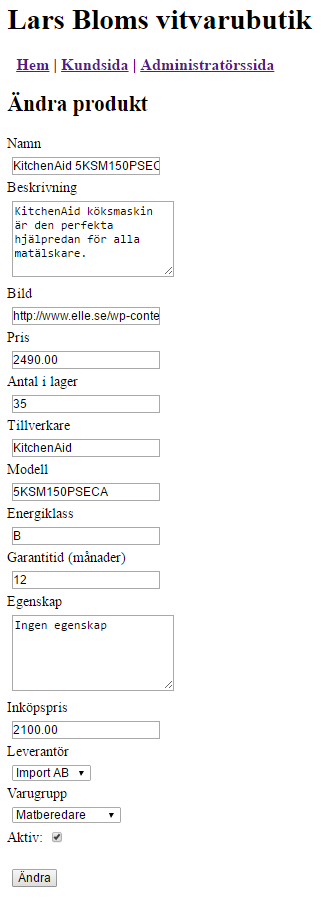 Lars Bloms vitvarubutik
Hem | Kundsida | Administratörssida
Ändra produkt
Namn
KitchenAid 5KSM150PSEC
Beskrivning
KitchenAid köksmaskin
är den perfekta
hjälpredan för alla
matälskare.
Bild
http://www.elle.se/wp-conte
Pris
2490.00
Antal i lager
35
Tillverkare
KitchenAid
Modell
5KSM150PSECA
Energiklass
B
Garantitid (månader)
12
Egenskap
Ingen egenskap
Inköpspris
2100.00
Leverantör
Import AB
Varugrupp
Matberedare
Aktiv:
Ändra